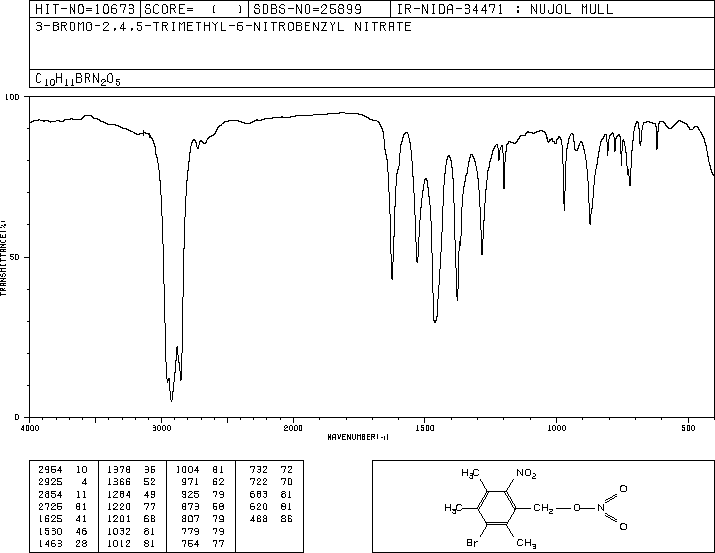 HIT-NO=10673 SCORE= ( ) SDBS-NO=25899 IR-NIDA-34471 : NUJOL MULL
3-BROMO-2,4,5-TRIMETHYL-6-NITROBENZYL NITRATE
C10H11BRN2O5
100
50
0
TRANSMITTANCE(%)
4000 3000 2000 1500 1000 500
WAVENUMBER(-1)
2954 10 1378 36 1004 81 732 72
2925 4 1366 52 971 62 722 70
2854 11 1284 49 925 79 683 81
2725 81 1220 77 873 58 620 81
1625 41 1201 68 807 79 468 86
1530 46 1032 81 779 79
1463 28 1012 81 754 77
H3C NO2
O
H3C CH2 O N
O
Br CH3